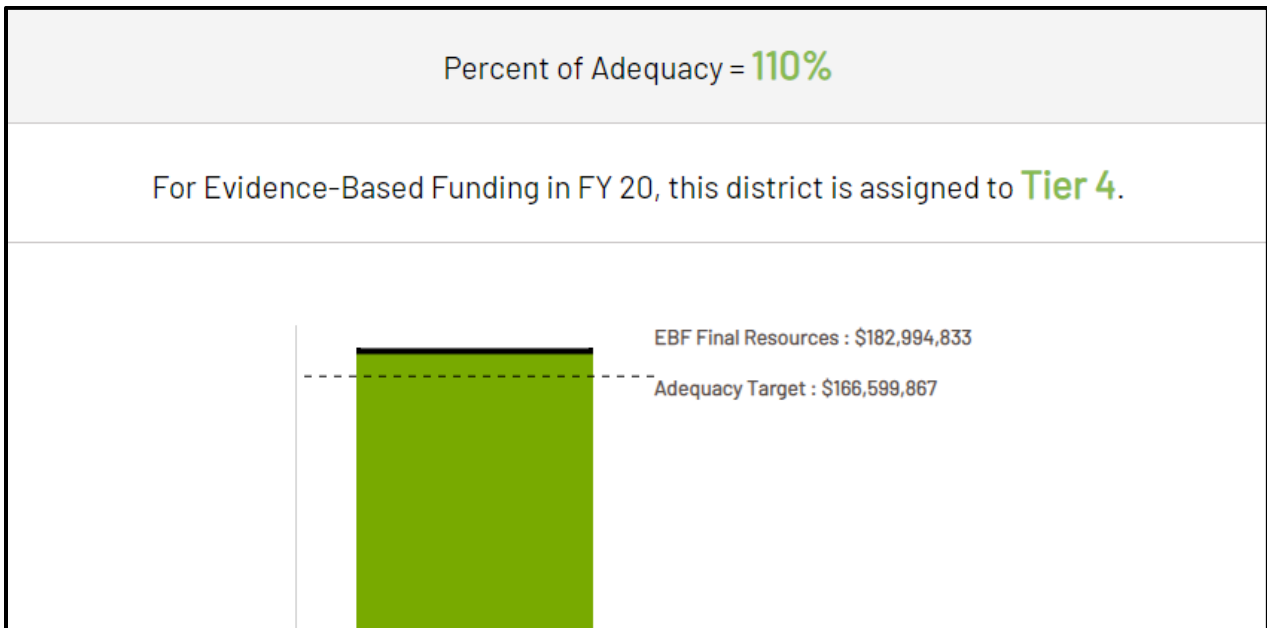 Percent of Adequacy = 110%
For Evidence-Based Funding in FY 20, this district is assigned to Tier 4.
EBF Final Resources : $182,994,833
Adequacy Target : $166,599,867